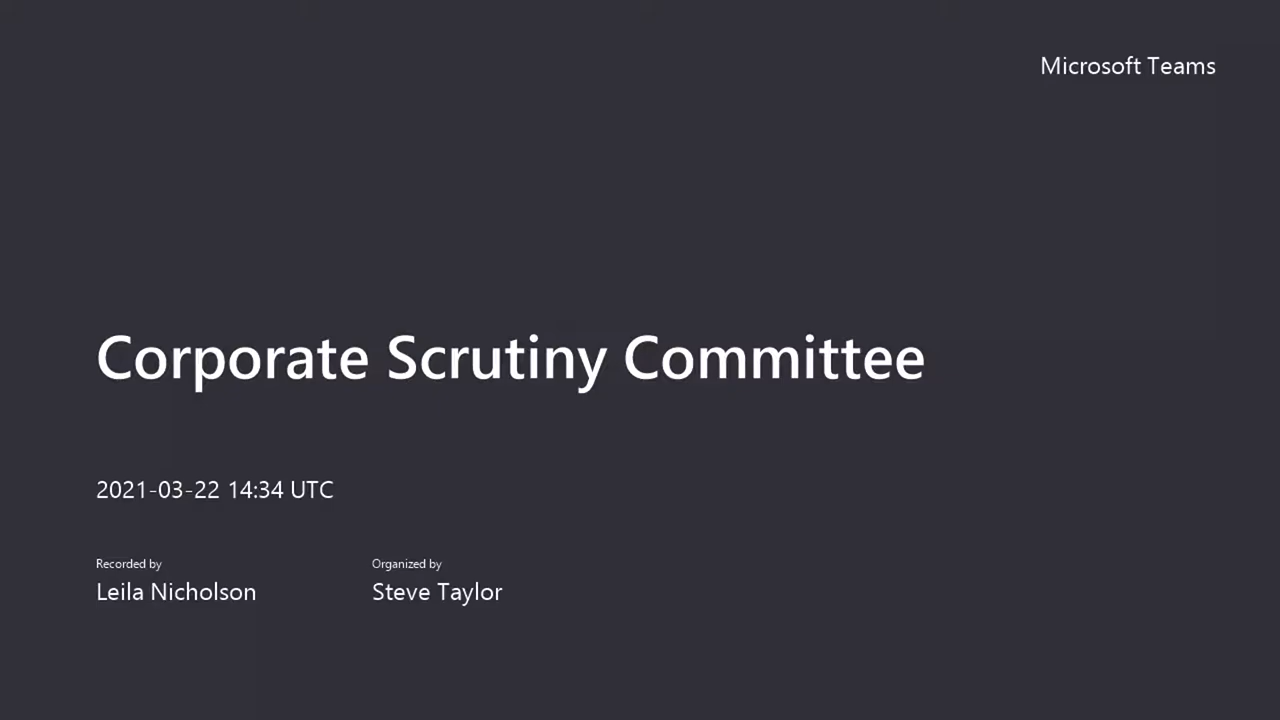 Microsoft Teams
Corporate Scrutiny Committee
2021-03-22 14:34 UTC
Recorded by
Leila Nicholson
Organized by
Steve Taylor